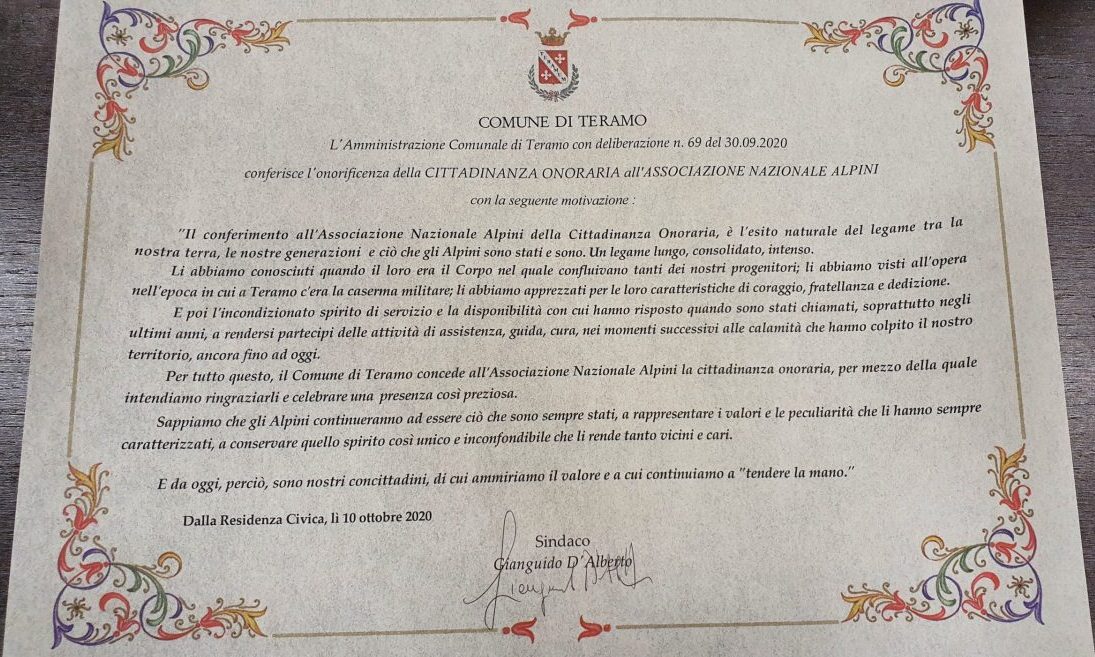 COMUNE DI TERAMO
L'Amministrazione Comunale di Teramo con deliberazione n. 69 del 30.09.2020
conferisce l'onorificenza della CITTADINANZA ONORARIA all'ASSOCIAZIONE NAZIONALE ALPINI
con la seguente motivazione :
"Il conferimento all'Associazione Nazionale Alpini della Cittadinanza Onoraria, è l'esito naturale del legame tra la
nostra terra, le nostre generazioni e ciò che gli Alpini sono stati e sono. Un legame lungo, consolidato, intenso.
Li abbiamo conosciuti quando il loro era il Corpo nel quale confluivano tanti dei nostri progenitori; li abbiamo visti all'opera
nell'epoca in cui a Teramo c'era la caserma militare; li abbiamo apprezzati per le loro caratteristiche di coraggio, fratellanza e dedizione.
E poi l'incondizionato spirito di servizio e la disponibilità con cui hanno risposto quando sono stati chiamati, soprattutto negli
ultimi anni, a rendersi partecipi delle attività di assistenza, guida, cura, nei momenti successivi alle calamità che hanno colpito il nostro
territorio, ancora fino ad oggi.
Per tutto questo, il Comune di Teramo concede all'Associazione Nazionale Alpini la cittadinanza onoraria, per mezzo della quale
intendiamo ringraziarli e celebrare una presenza così preziosa.
Sappiamo che gli Alpini continueranno ad essere ciò che sono sempre stati, a rappresentare i valori e le peculiarità che li hanno sempre
caratterizzati, a conservare quello spirito così unico e inconfondibile che li rende tanto vicini e cari.
E da oggi, perciò, sono nostri concittadini, di cui ammiriamo il valore e a cui continuiamo a "tendere la mano."
Dalla Residenza Civica, lì 10 ottobre 2020
Sindaco
Gianguido D'Alberto